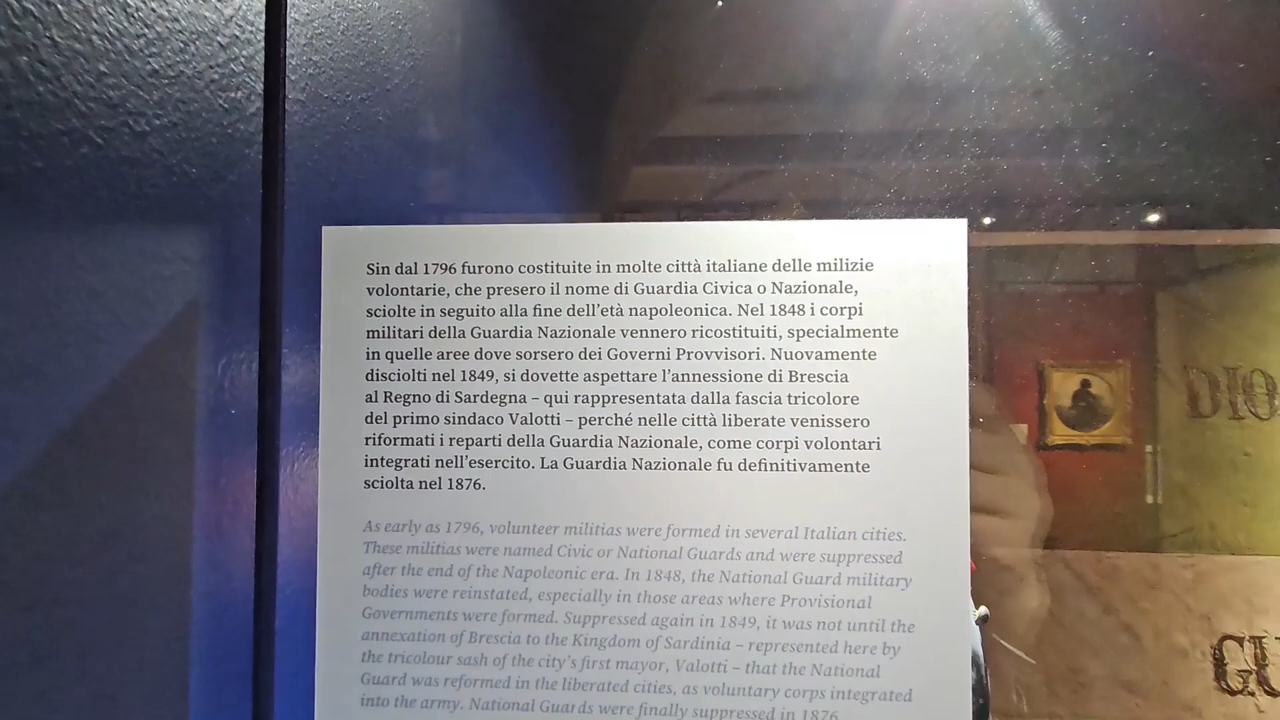 Sin dal 1796 furono costituite in molte città italiane delle milizie
volontarie, che presero il nome di Guardia Civica o Nazionale,
sciolte in seguito alla fine dell'età napoleonica. Nel 1848 i corpi
militari della Guardia Nazionale vennero ricostituiti, specialmente
in quelle aree dove sorsero dei Governi Provvisori. Nuovamente
disciolti nel 1849, si dovette aspettare l'annessione di Brescia
al Regno di Sardegna – qui rappresentata dalla fascia tricolore
del primo sindaco Valotti – perché nelle città liberate venissero
riformati i reparti della Guardia Nazionale, come corpi volontari
integrati nell'esercito. La Guardia Nazionale fu definitivamente
sciolta nel 1876.
As early as 1796, volunteer militias were formed in several Italian cities.
These militias were named Civic or National Guards and were suppressed
after the end of the Napoleonic era. In 1848, the National Guard military
bodies were reinstated, especially in those areas where Provisional
Governments were formed. Suppressed again in 1849, it was not until the
annexation of Brescia to the Kingdom of Sardinia – represented here by
the tricolour sash of the city's first mayor, Valotti – that the National
Guard was reformed in the liberated cities, as voluntary corps integrated
into the army. National Guards were finally suppressed in 1876
DIO
GU